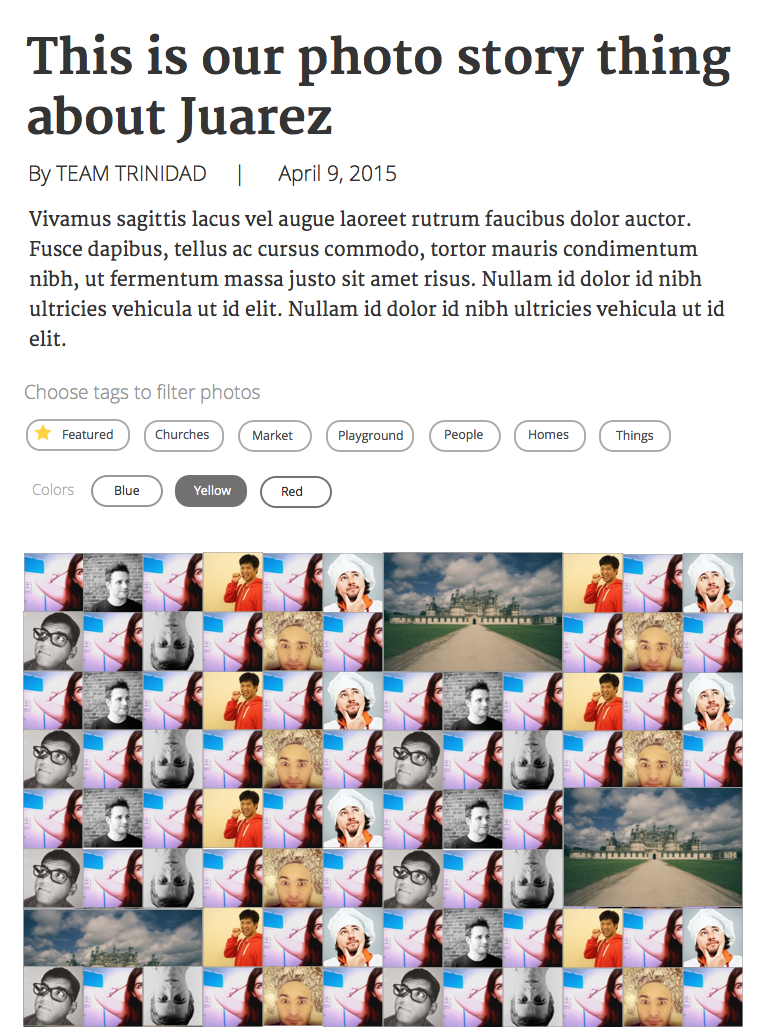 This is our photo story thing
about Juarez
By TEAM TRINIDAD | April 9, 2015
Vivamus sagittis lacus vel augue laoreet rutrum faucibus dolor auctor.
Fusce dapibus, tellus ac cursus commodo, tortor mauris condimentum
nibh, ut fermentum massa justo sit amet risus. Nullam id dolor id nibh
ultricies vehicula ut id elit. Nullam id dolor id nibh ultricies vehicula ut id
elit.
Choose tags to filter photos
Featured Churches Market Playground People Homes Things
Colors Blue Yellow Red